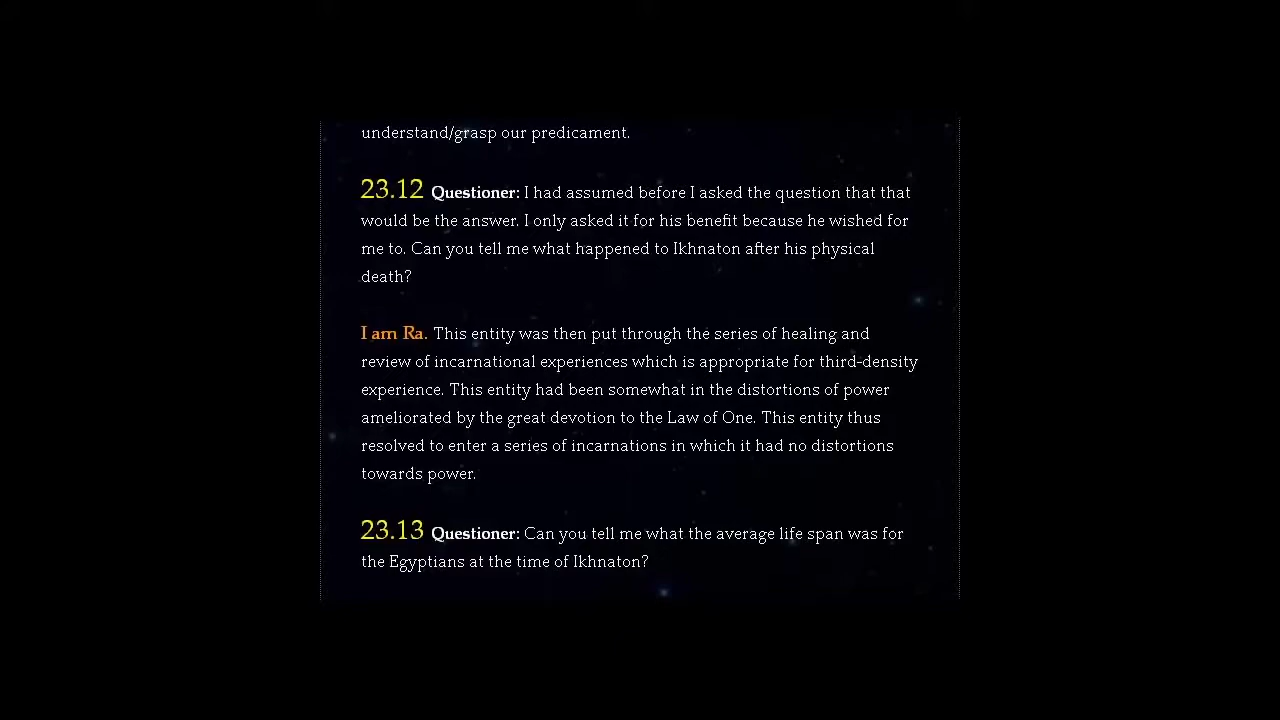 understand/grasp our predicament.
23.12 Questioner: I had assumed before I asked the question that that
would be the answer. I only asked it for his benefit because he wished for
me to. Can you tell me what happened to Ikhnaton after his physical
death?
I am Ra. This entity was then put through the series of healing and
review of incarnational experiences which is appropriate for third-density
experience. This entity had been somewhat in the distortions of power
ameliorated by the great devotion to the Law of One. This entity thus
resolved to enter a series of incarnations in which it had no distortions
towards power.
23.13 Questioner: Can you tell me what the average life span was for
the Egyptians at the time of Ikhnaton?